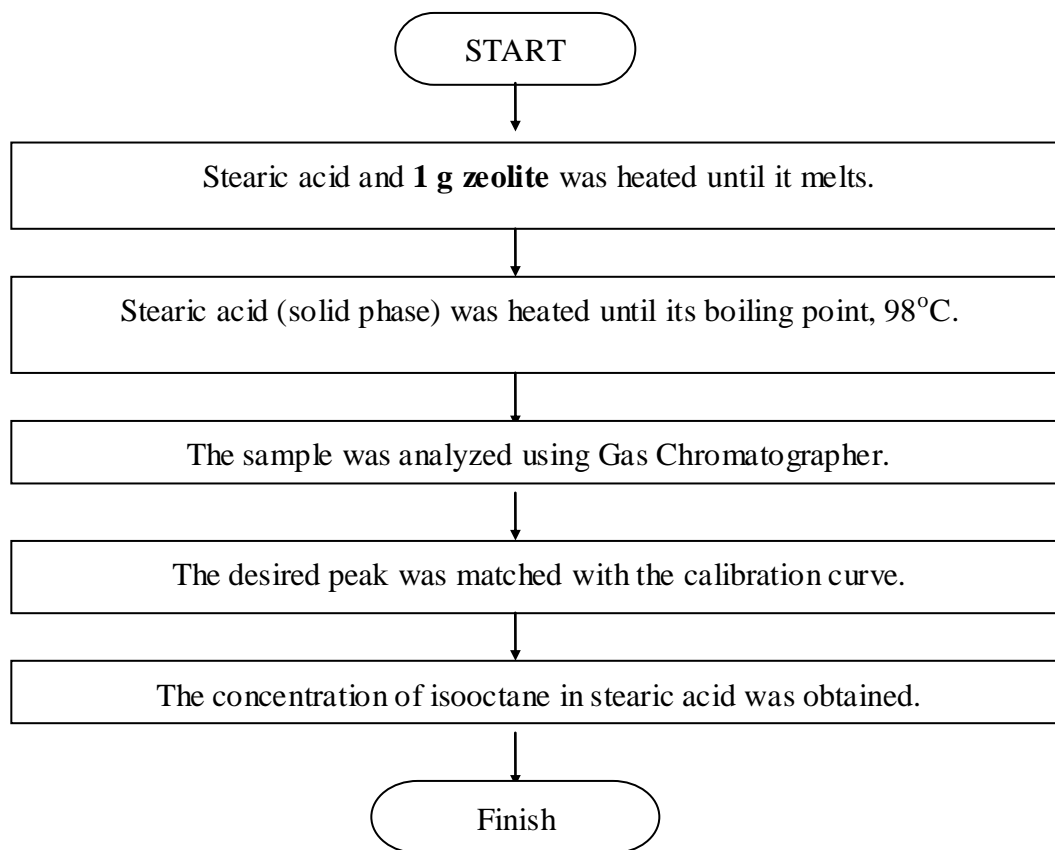 START
Stearic acid and 1 g zeolite was heated until it melts.
Stearic acid (solid phase) was heated until its boiling point, 98°C.
The sample was analyzed using Gas Chromatographer.
The desired peak was matched with the calibration curve.
The concentration of isooctane in stearic acid was obtained.
Finish